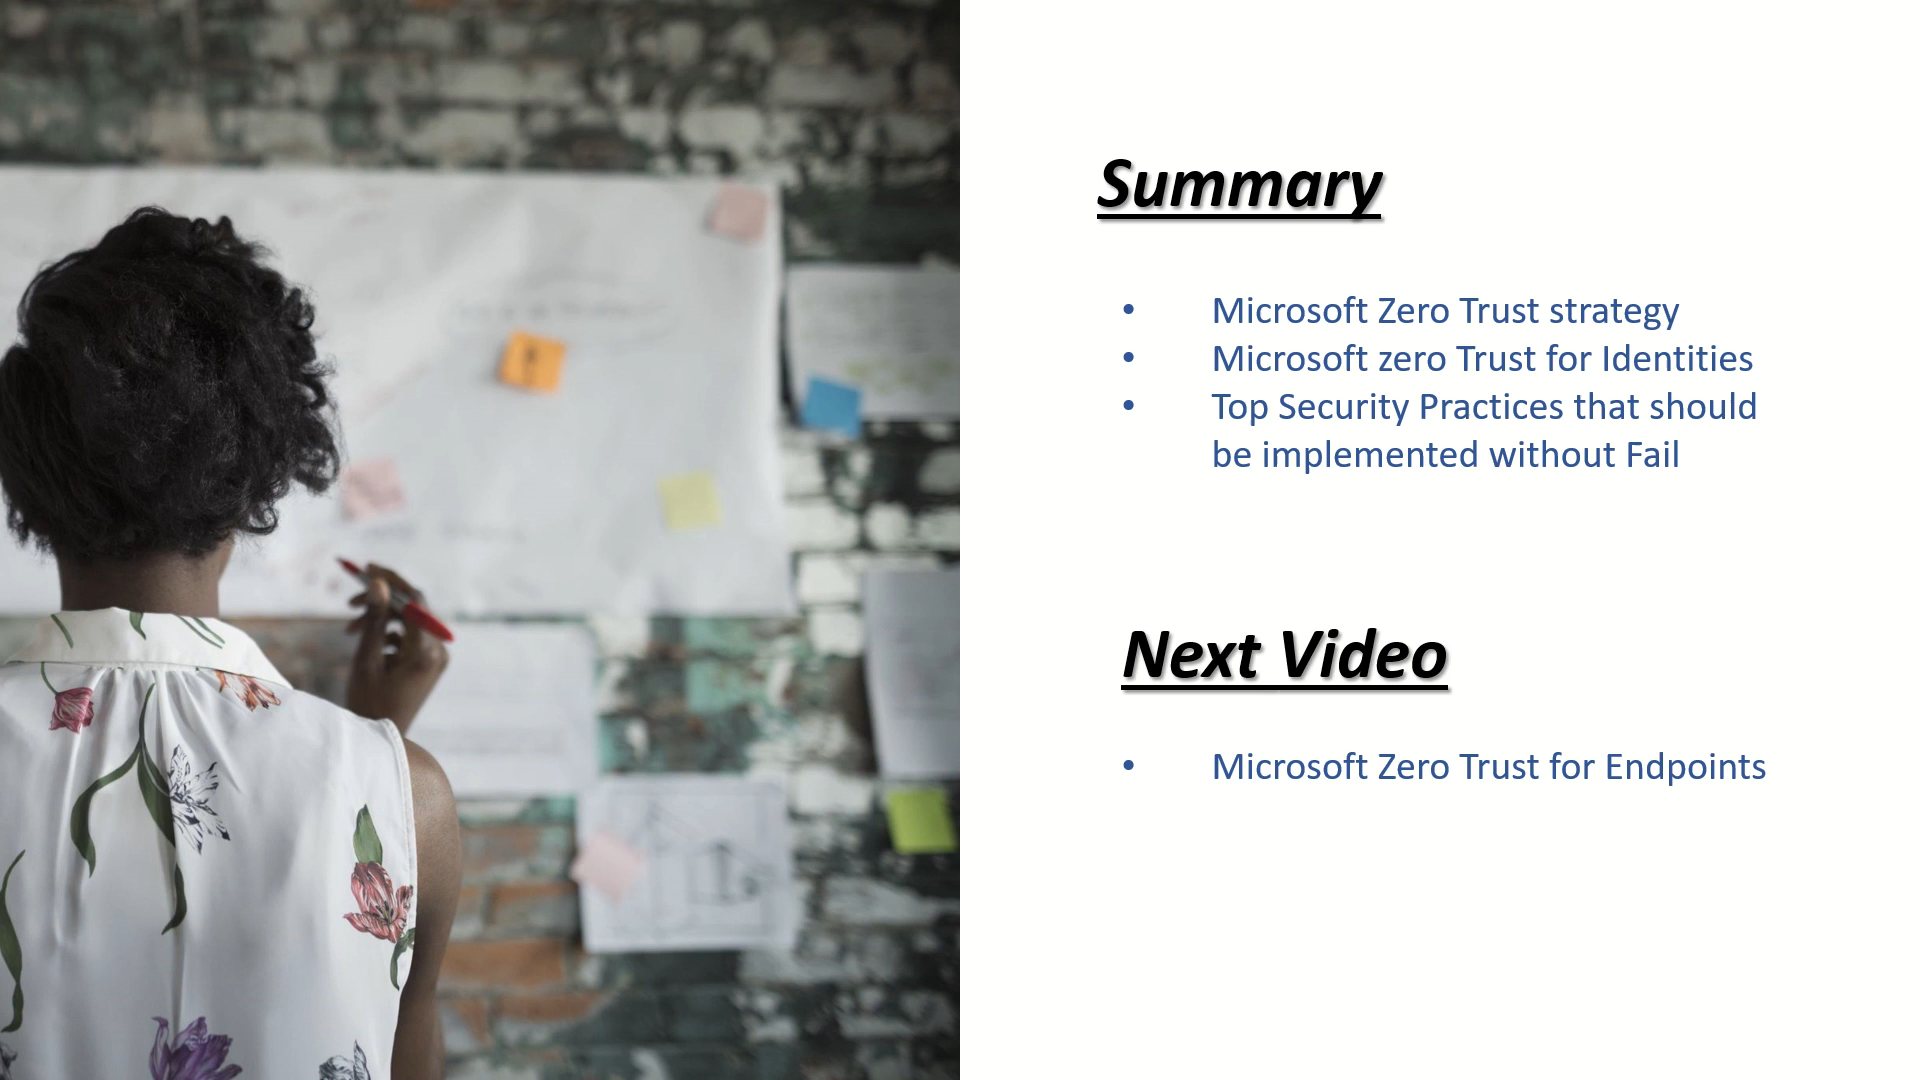 Summary
• Microsoft Zero Trust strategy
• Microsoft zero Trust for Identities
• Top Security Practices that should
be implemented without Fail
Next Video
• Microsoft Zero Trust for Endpoints